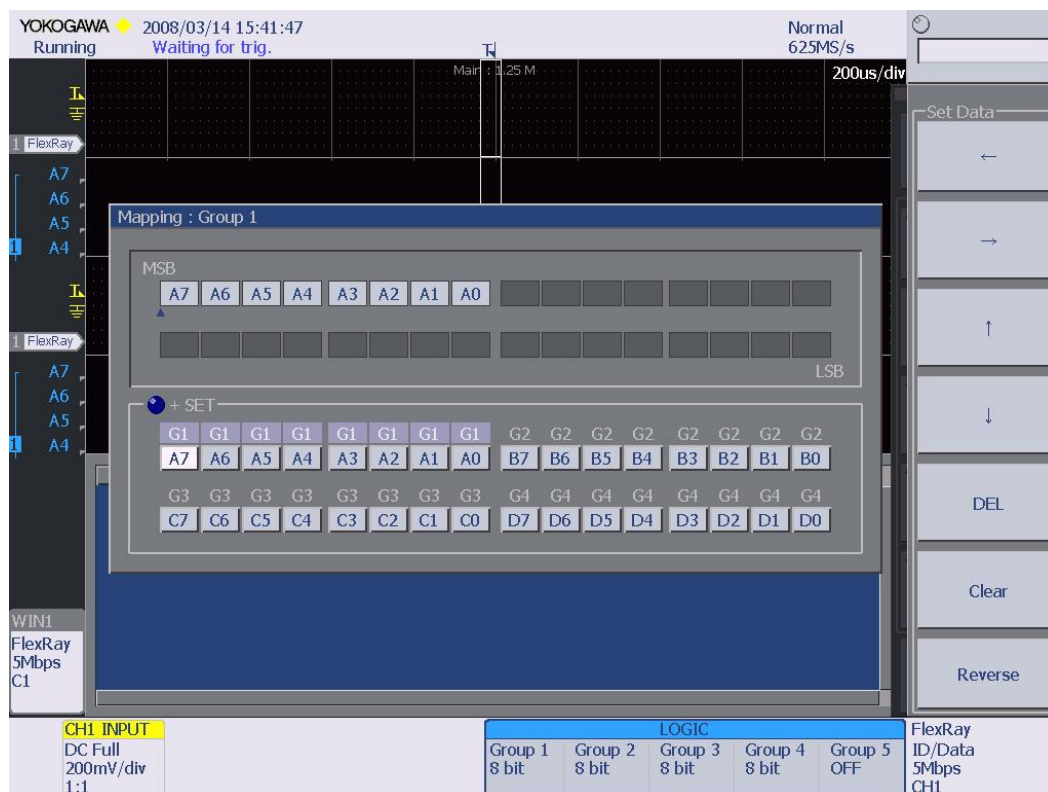 YOKOGAWA 2008/03/14 15:41:47 Normal
Running Waiting for trig. 625MS/s
Main : 1.25 M 200us/div
1 FlexRay
A7
A6
A5
1 A4
1 FlexRay
A7
A6
A5
1 A4
Mapping : Group 1
MSB
A7 A6 A5 A4 A3 A2 A1 A0
LSB
+ SET
G1 G1 G1 G1 G1 G1 G1 G1 G2 G2 G2 G2 G2 G2 G2 G2
A7 A6 A5 A4 A3 A2 A1 A0 B7 B6 B5 B4 B3 B2 B1 B0
G3 G3 G3 G3 G3 G3 G3 G3 G4 G4 G4 G4 G4 G4 G4 G4
C7 C6 C5 C4 C3 C2 C1 C0 D7 D6 D5 D4 D3 D2 D1 D0
Set Data
←
→
↑
↓
DEL
Clear
Reverse
WIN1
FlexRay
5Mbps
C1
CH1 INPUT
DC Full
200mV/div
1:1
LOGIC
Group 1 Group 2 Group 3 Group 4 Group 5
8 bit 8 bit 8 bit 8 bit OFF
FlexRay
ID/Data
5Mbps
CH1